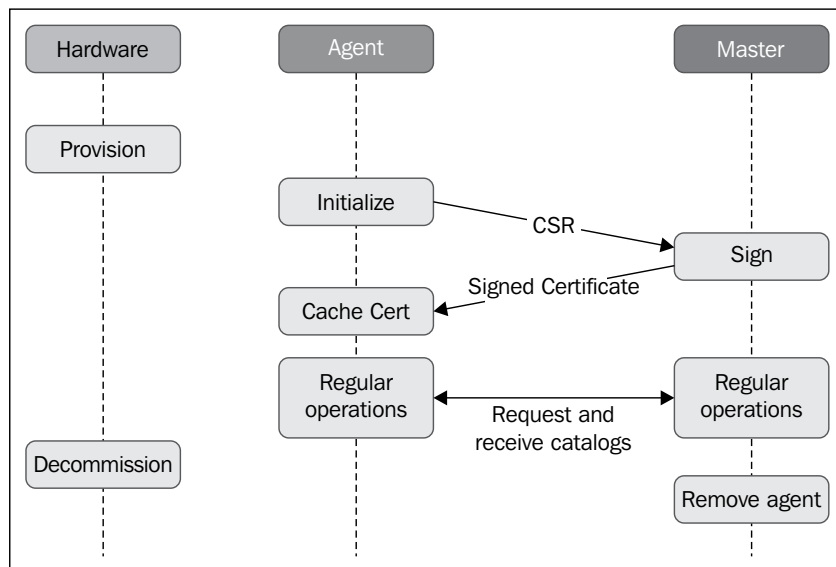 Hardware
Agent
Master
Provision
Initialize
CSR
Sign
Signed Certificate
Cache Cert
Regular
operations
Regular
operations
Request and
receive catalogs
Decommission
Remove agent